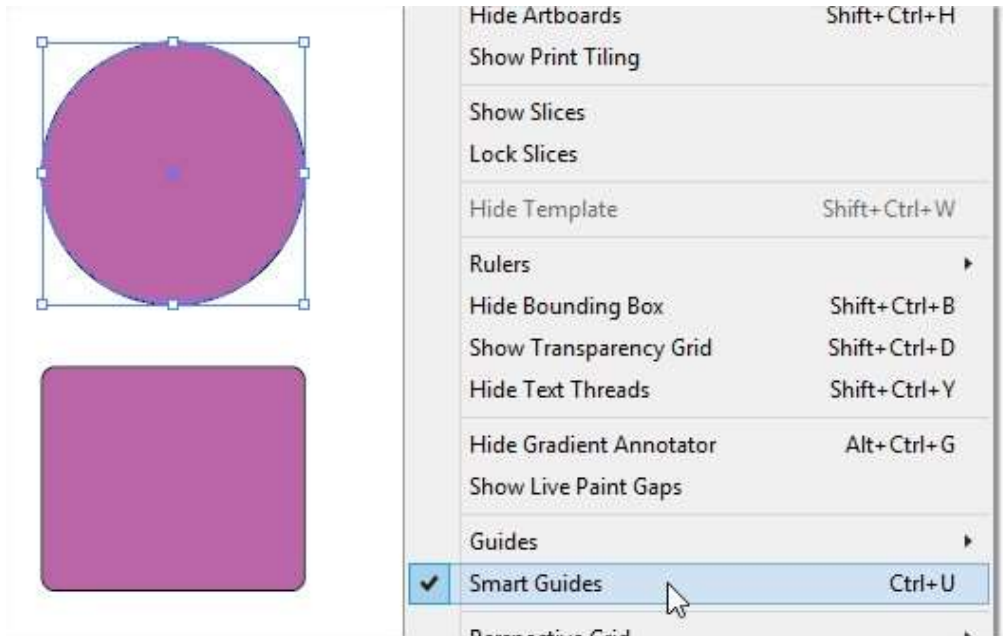 Hide Artboards Shift+Ctrl+H
Show Print Tiling
Show Slices
Lock Slices
Hide Template Shift+Ctrl+W
Rulers
Hide Bounding Box Shift+Ctrl+B
Show Transparency Grid Shift+Ctrl+D
Hide Text Threads Shift+Ctrl+Y
Hide Gradient Annotator Alt+Ctrl+G
Show Live Paint Gaps
Guides
Smart Guides Ctrl+U
Perspective Grid